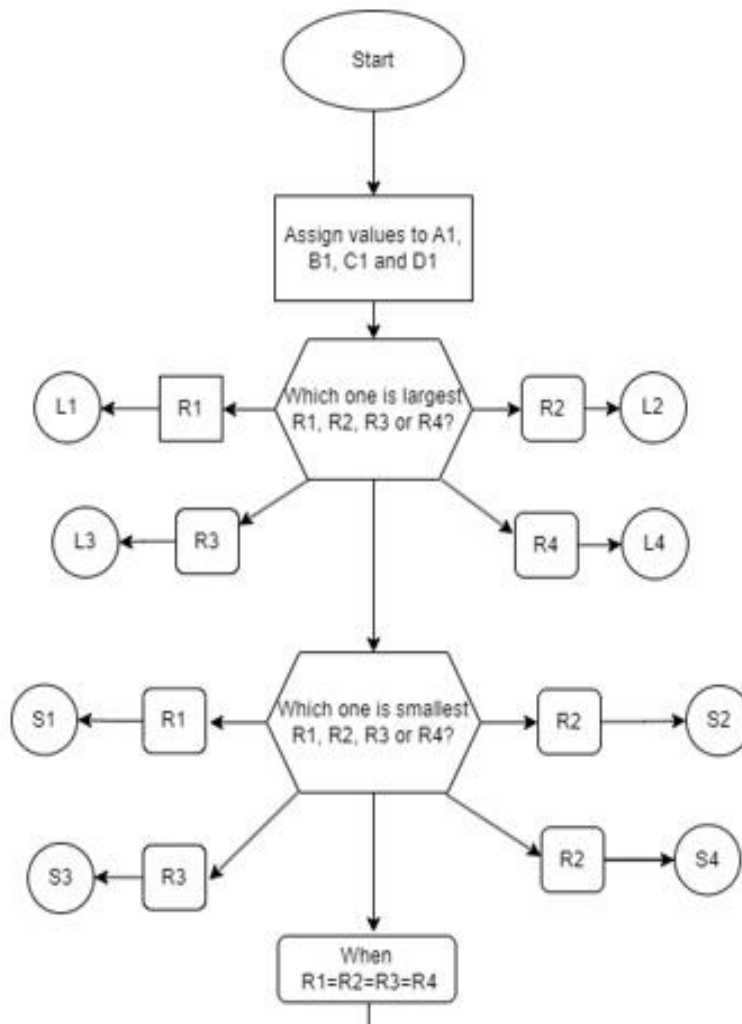 Start
Assign values to A1,
B1, C1 and D1
Which one is largest
R1, R2, R3 or R4?
L1
R1
R2
L2
L3
R3
R4
L4
Which one is smallest
R1, R2, R3 or R4?
S1
R1
R2
S2
S3
R3
R2
S4
When
R1=R2=R3=R4